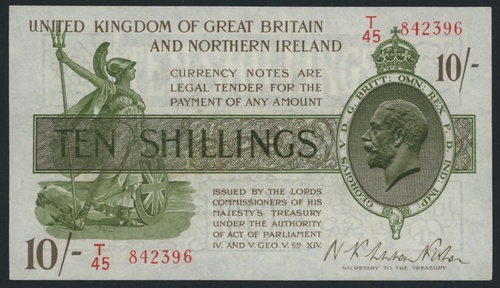 UNITED KINGDOM OF GREAT BRITAIN
AND NORTHERN IRELAND
T/45 842396
10/-
CURRENCY NOTES ARE
LEGAL TENDER FOR THE
PAYMENT OF ANY AMOUNT
GEORGIVS V D. G. BRITT: OMN: REX F. D. IND. IMP:
TEN SHILLINGS
ISSUED BY THE LORDS
COMMISSIONERS OF HIS
MAJESTY'S TREASURY
UNDER THE AUTHORITY
OF ACT OF PARLIAMENT
IV. AND V. GEO. V. CH. XIV.
10/- T/45 842396
SECRETARY TO THE TREASURY